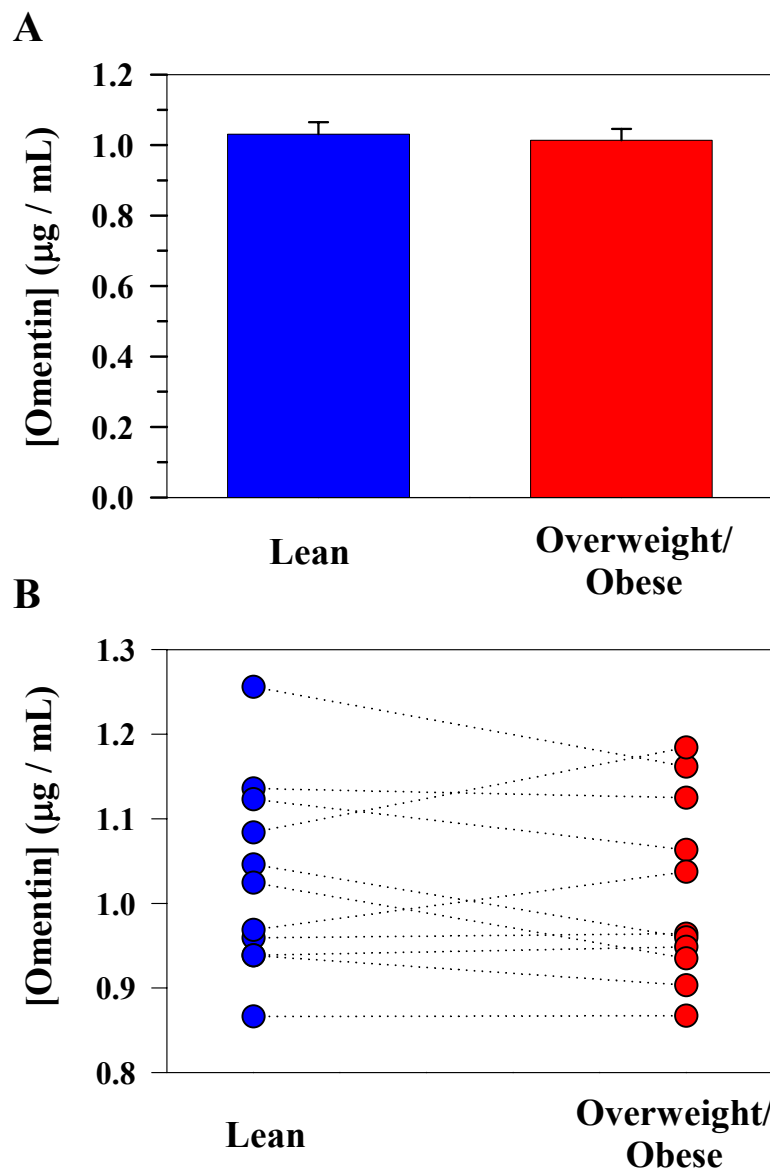 A
[Omentin] (µg / mL)
1.2
1.0
0.8
0.6
0.4
0.2
0.0
Lean
Overweight/
Obese
B
[Omentin] (µg / mL)
1.3
1.2
1.1
1.0
0.9
0.8
Lean
Overweight/
Obese